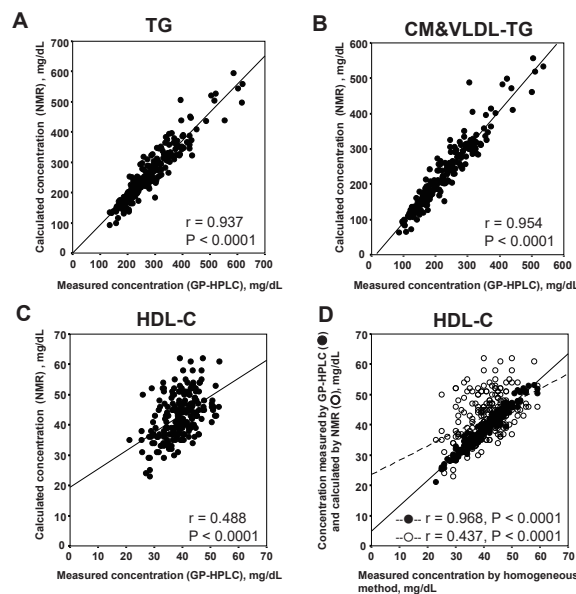 A
TG
Calculated concentration (NMR) , mg/dL
700
600
500
400
300
200
100
0
0 100 200 300 400 500 600 700
r = 0.937
P < 0.0001
Measured concentration (GP-HPLC), mg/dL
B
CM&VLDL-TG
Calculated concentration (NMR) , mg/dL
600
500
400
300
200
100
0
0 100 200 300 400 500 600
r = 0.954
P < 0.0001
Measured concentration (GP-HPLC), mg/dL
C
HDL-C
Calculated concentration (NMR) , mg/dL
70
60
50
40
30
20
10
0
0 10 20 30 40 50 60 70
r = 0.488
P < 0.0001
Measured concentration (GP-HPLC), mg/dL
D
HDL-C
Concentration measured by GP-HPLC (●)
and calculated by NMR (O), mg/dL
70
60
50
40
30
20
10
0
0 10 20 30 40 50 60 70
--●-- r = 0.968, P < 0.0001
--○-- r = 0.437, P < 0.0001
Measured concentration by homogeneous
method, mg/dL